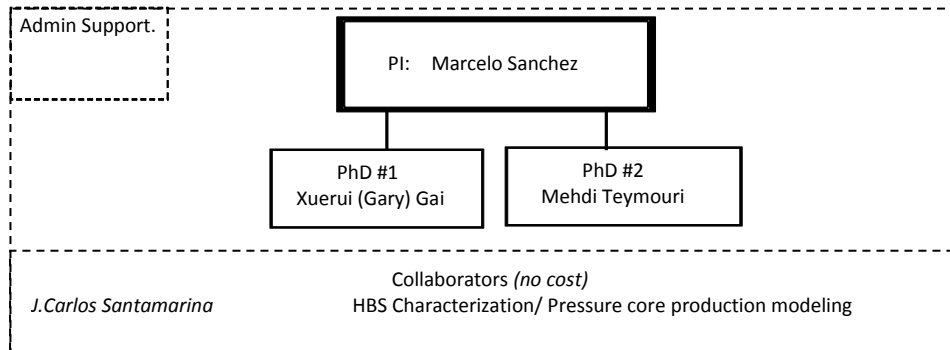 Admin Support.
PI: Marcelo Sanchez
PhD #1
Xuerui (Gary) Gai
PhD #2
Mehdi Teymouri
Collaborators (no cost)
J.Carlos Santamarina HBS Characterization/ Pressure core production modeling